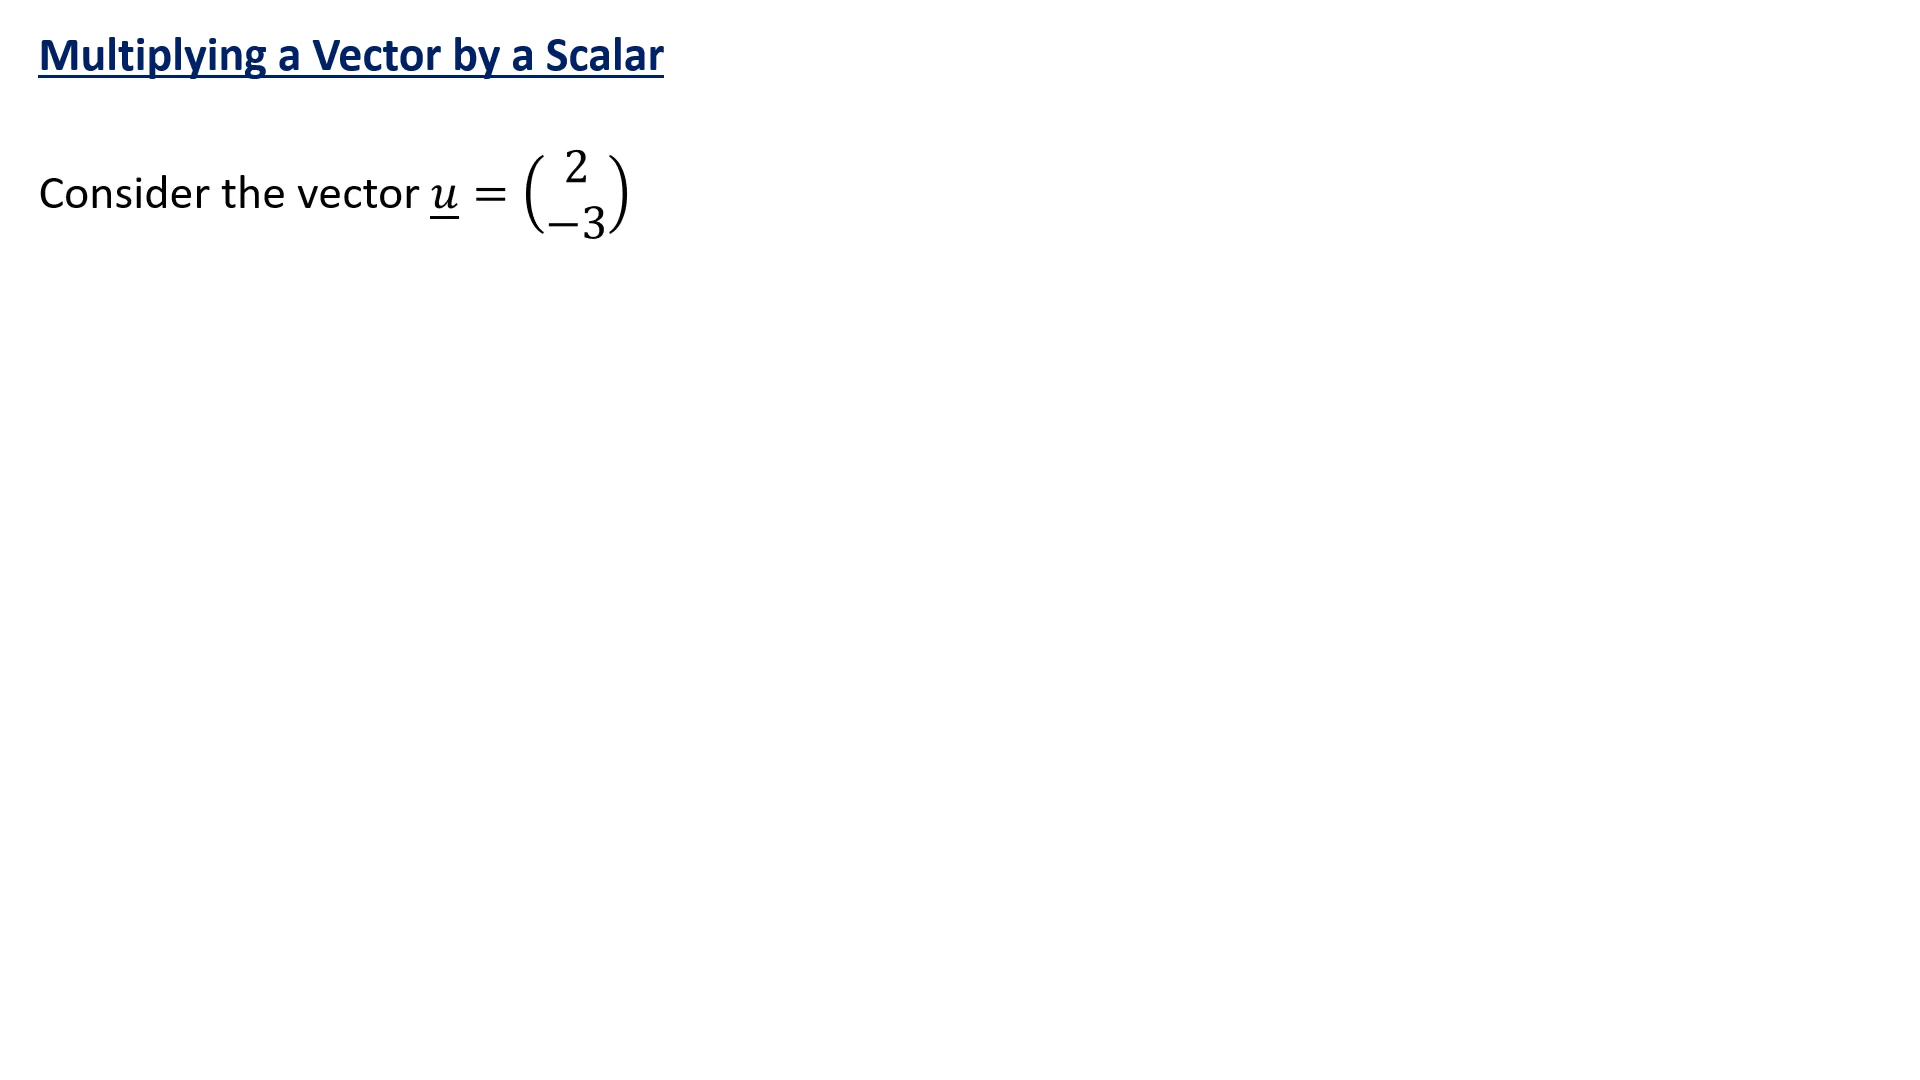 Multiplying a Vector by a Scalar
Consider the vector u = (2
−3)